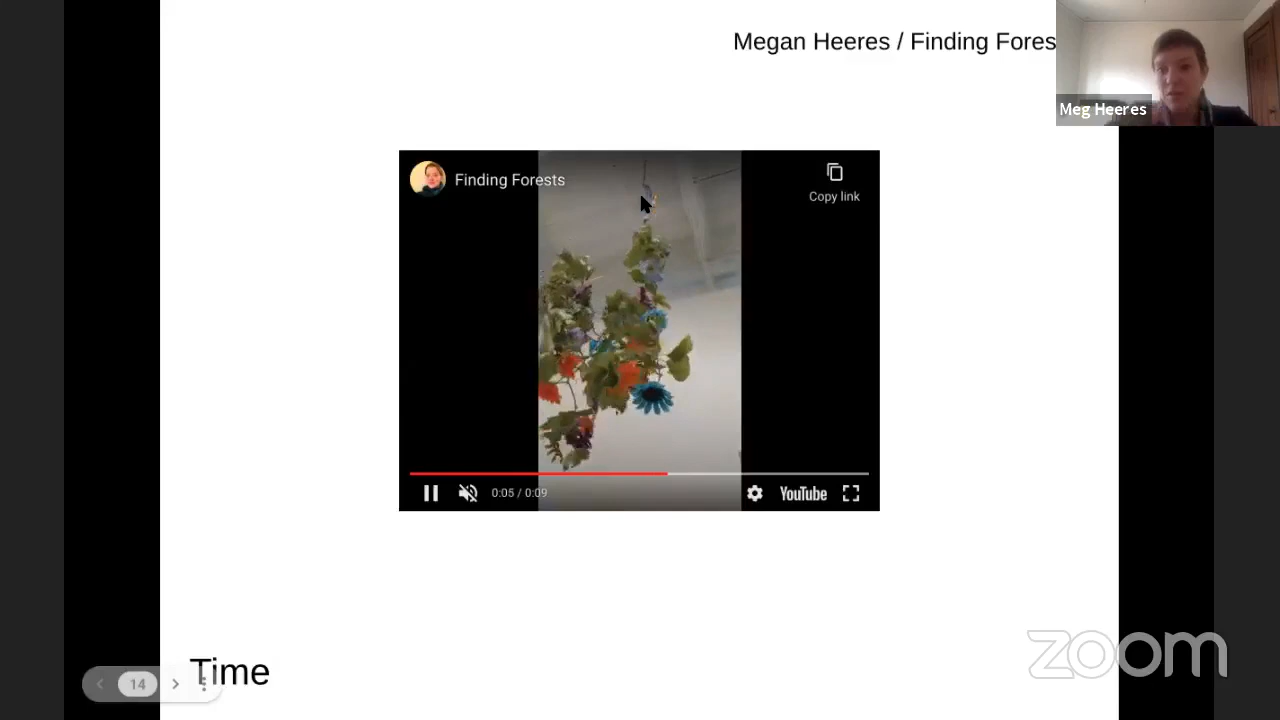 Megan Heeres / Finding Fores
Meg Heeres
Finding Forests
Copy link
0:05 / 0:09
YouTube
Time
14
zoom